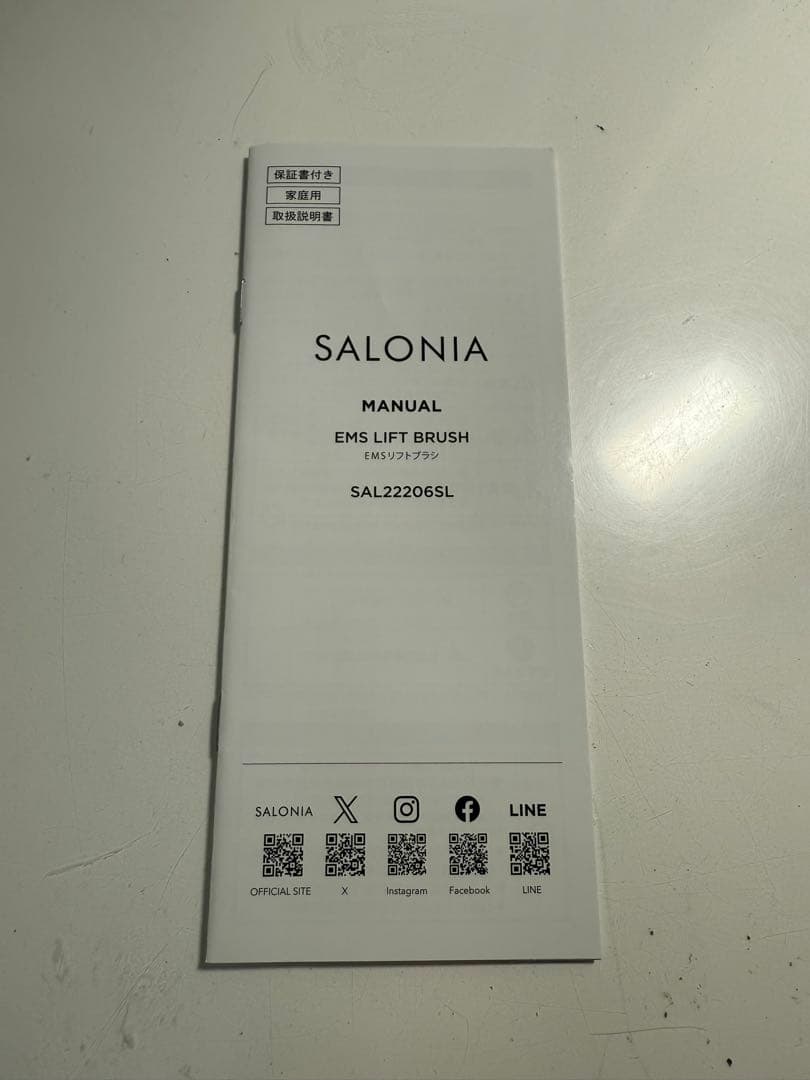 保証書付き
家庭用
取扱説明書
SALONIA
MANUAL
EMS LIFT BRUSH
EMSリフトブラシ
SAL22206SL
SALONIA
LINE
OFFICIAL SITE
X
Instagram
Facebook
LINE